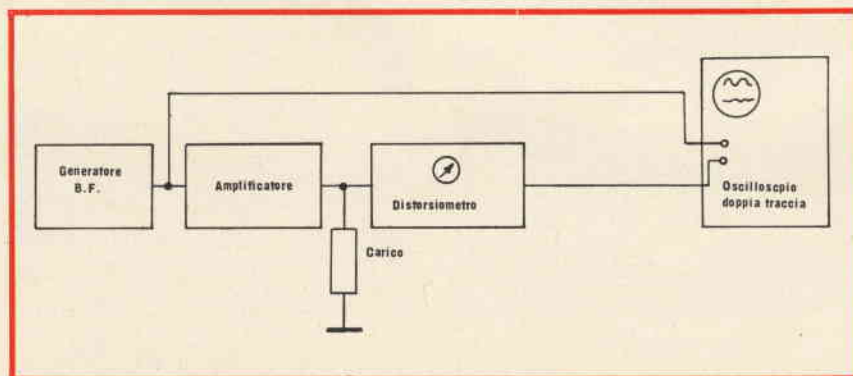 Generatore
B.F.
Amplificatore
Distorsiometro
Carico
Oscilloscpio
doppia traccia